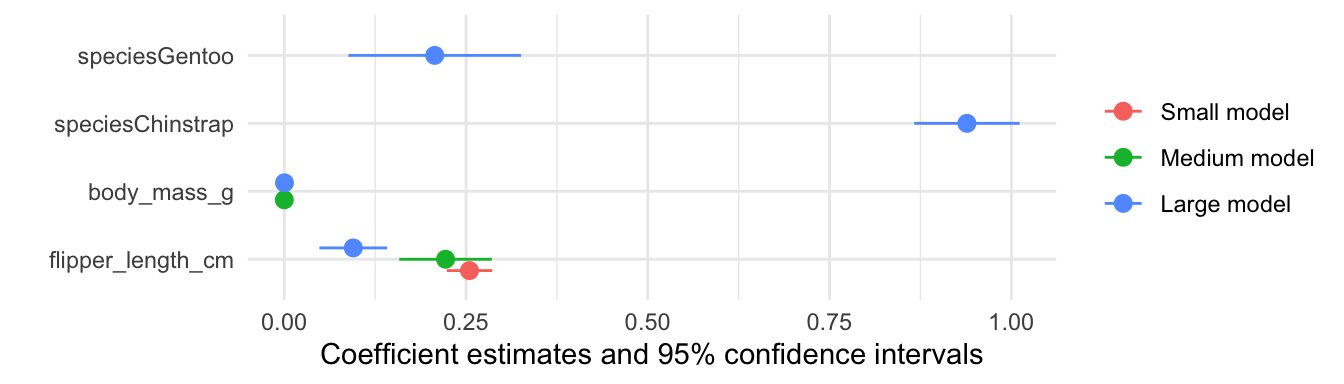 speciesGentoo
speciesChinstrap
body_mass_g
flipper_length_cm
0.00 0.25 0.50 0.75 1.00
Coefficient estimates and 95% confidence intervals
Small model
Medium model
Large model